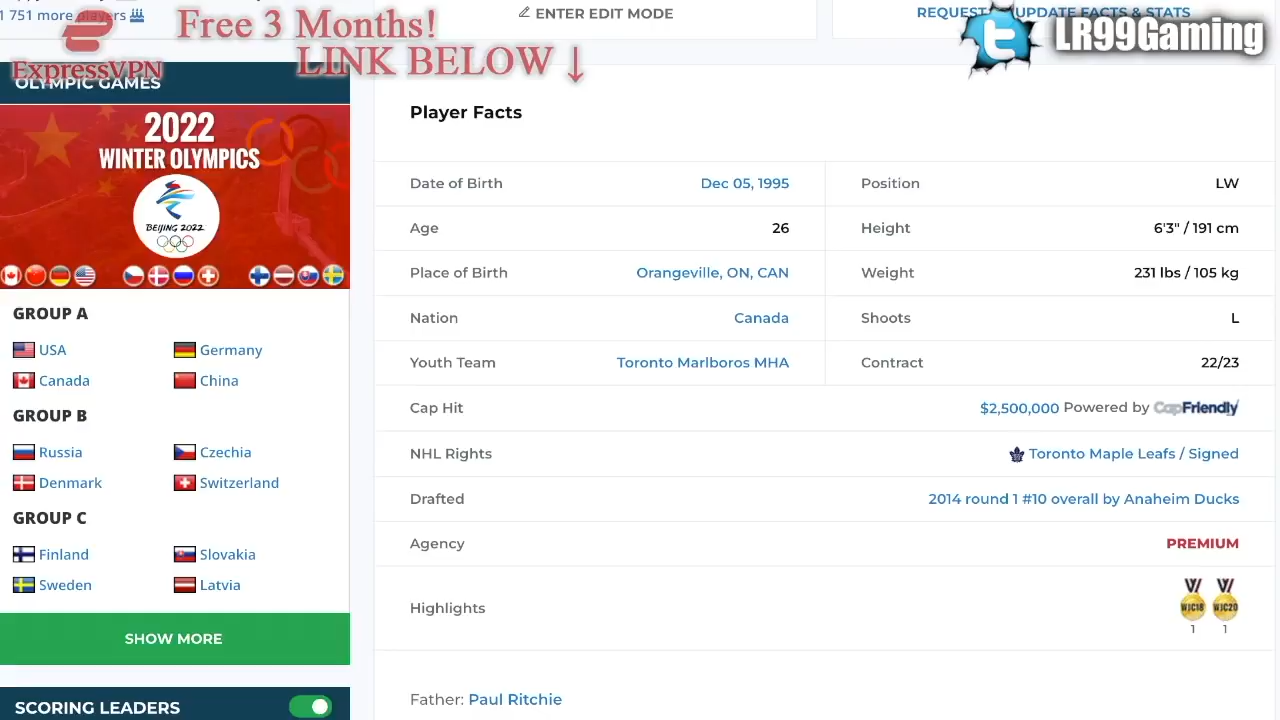 1 751 more players
ENTER EDIT MODE
REQUEST UPDATE FACTS & STATS
Free 3 Months!
LINK BELOW ↓
ExpressVPN
LR99Gaming
OLYMPIC GAMES
2022
WINTER OLYMPICS
BEIJING 2022
GROUP A
USA Germany
Canada China
GROUP B
Russia Czechia
Denmark Switzerland
GROUP C
Finland Slovakia
Sweden Latvia
SHOW MORE
SCORING LEADERS
Player Facts
Date of Birth Dec 05, 1995 Position LW
Age 26 Height 6'3" / 191 cm
Place of Birth Orangeville, ON, CAN Weight 231 lbs / 105 kg
Nation Canada Shoots L
Youth Team Toronto Marlboros MHA Contract 22/23
Cap Hit $2,500,000 Powered by CapFriendly
NHL Rights Toronto Maple Leafs / Signed
Drafted 2014 round 1 #10 overall by Anaheim Ducks
Agency PREMIUM
Highlights WJC18 WJC20
1 1
Father: Paul Ritchie